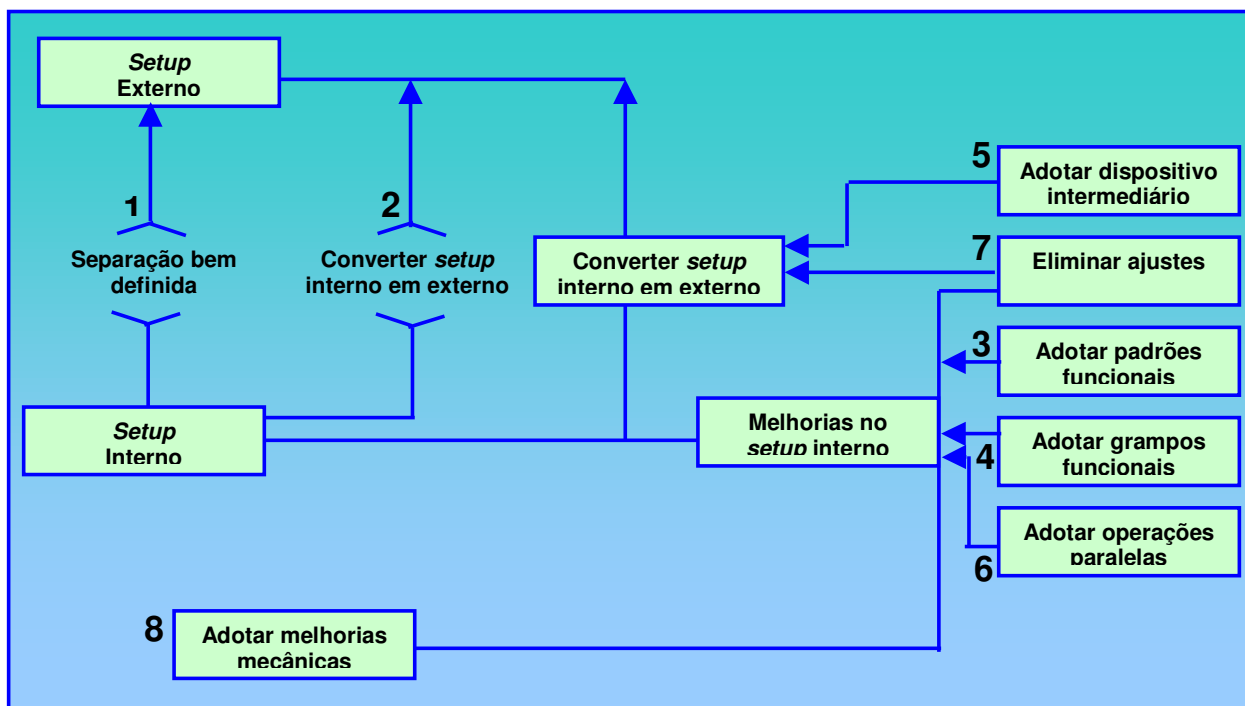 Setup
Externo
1
Separação bem
definida
2
Converter setup
interno em externo
Converter setup
interno em externo
5
Adotar dispositivo
intermediário
7
Eliminar ajustes
3
Adotar padrões
funcionais
Setup
Interno
Melhorias no
setup interno
4
Adotar grampos
funcionais
6
Adotar operações
paralelas
8
Adotar melhorias
mecânicas